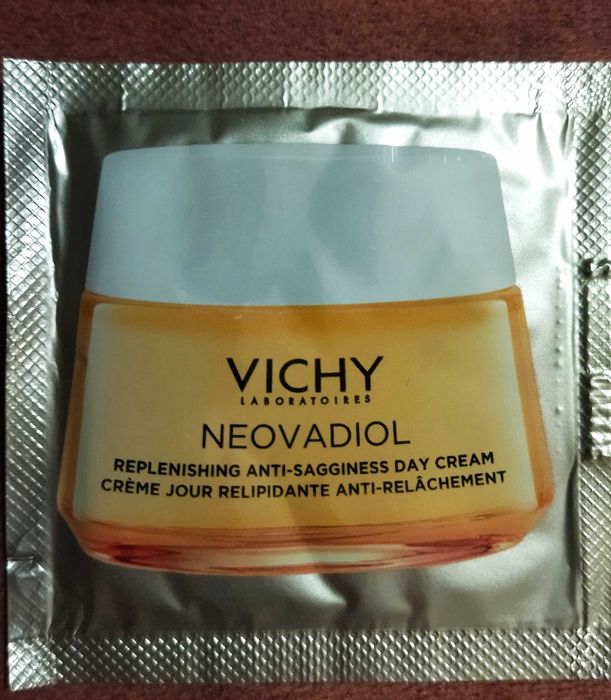 VICHY
LABORATOIRES
NEOVADIOL
REPLENISHING ANTI-SAGGINESS DAY CREAM
CRÈME JOUR RELIPIDANTE ANTI-RELÂCHEMENT